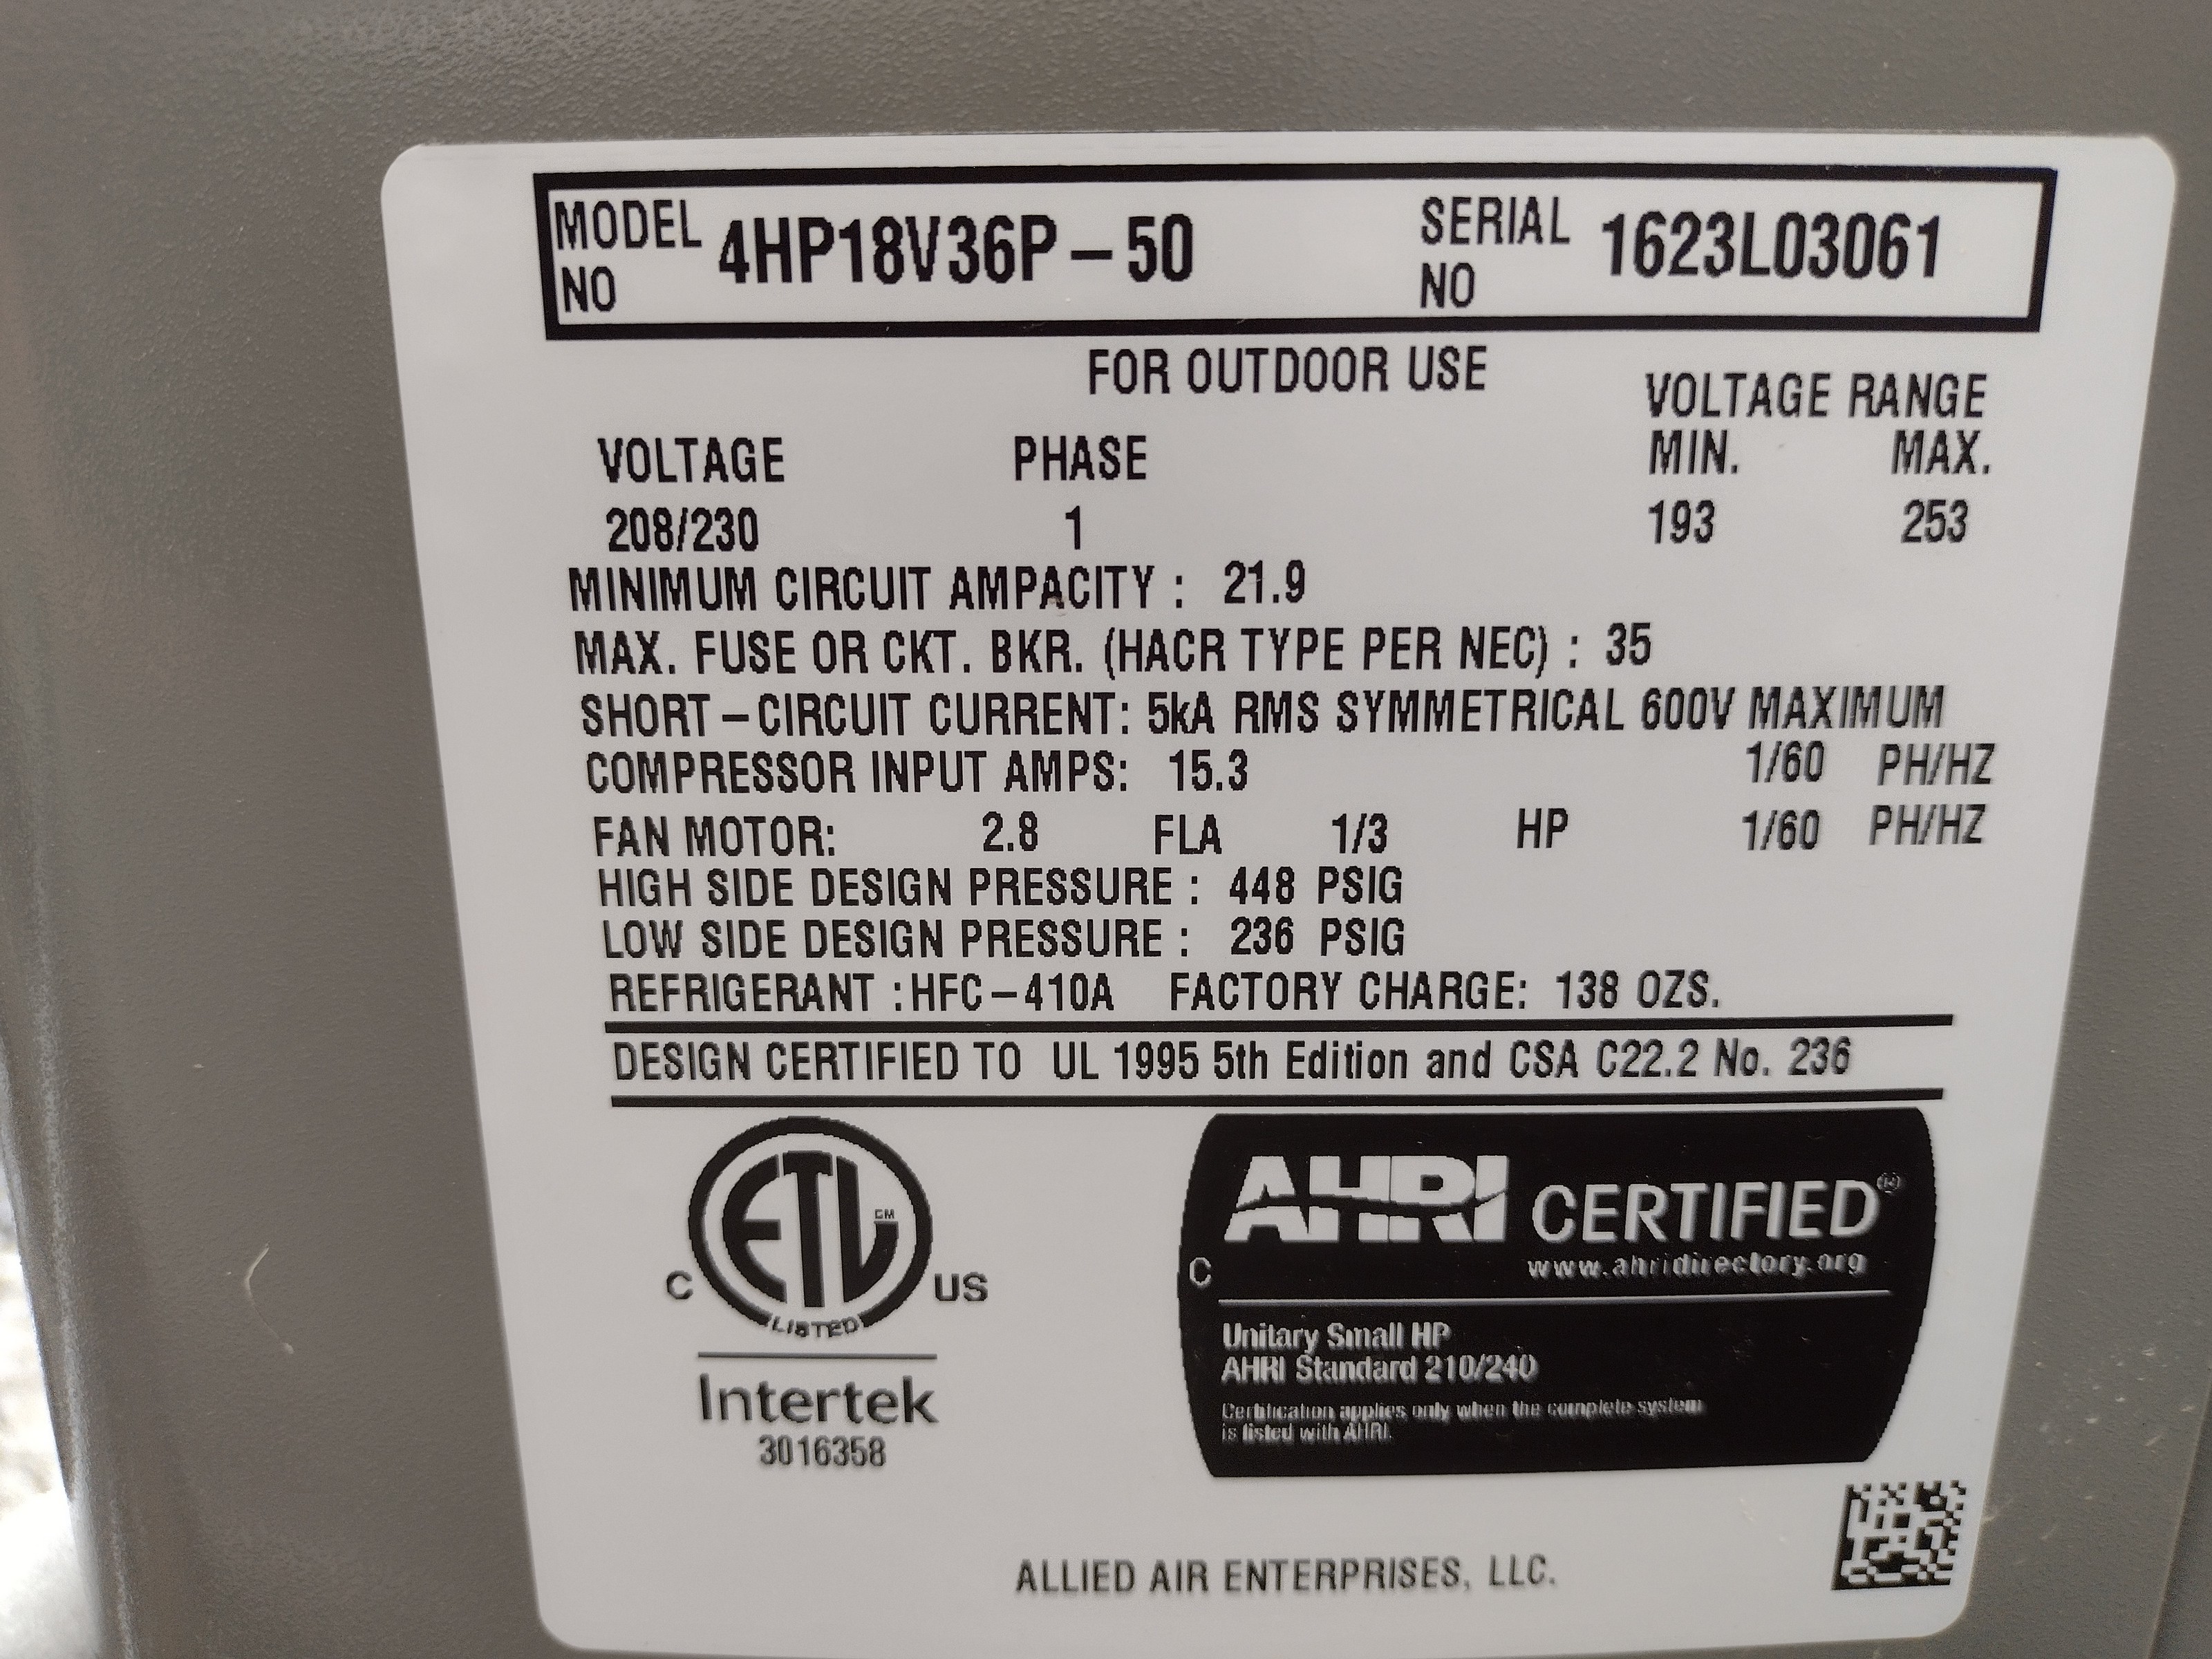 MODEL NO 4HP18V36P-50 SERIAL NO 1623L03061
FOR OUTDOOR USE
VOLTAGE RANGE
VOLTAGE PHASE MIN. MAX.
208/230 1 193 253
MINIMUM CIRCUIT AMPACITY : 21.9
MAX. FUSE OR CKT. BKR. (HACR TYPE PER NEC) : 35
SHORT-CIRCUIT CURRENT: 5kA RMS SYMMETRICAL 600V MAXIMUM
COMPRESSOR INPUT AMPS: 15.3 1/60 PH/HZ
FAN MOTOR: 2.8 FLA 1/3 HP 1/60 PH/HZ
HIGH SIDE DESIGN PRESSURE : 448 PSIG
LOW SIDE DESIGN PRESSURE : 236 PSIG
REFRIGERANT :HFC-410A FACTORY CHARGE: 138 OZS.
DESIGN CERTIFIED TO UL 1995 5th Edition and CSA C22.2 No. 236
C ETL CM US
LISTED
Intertek
3016358
C AHRI CERTIFIED®
www.ahridirectory.org
Unitary Small HP
AHRI Standard 210/240
Certification applies only when the complete system
is listed with AHRI.
ALLIED AIR ENTERPRISES, LLC.